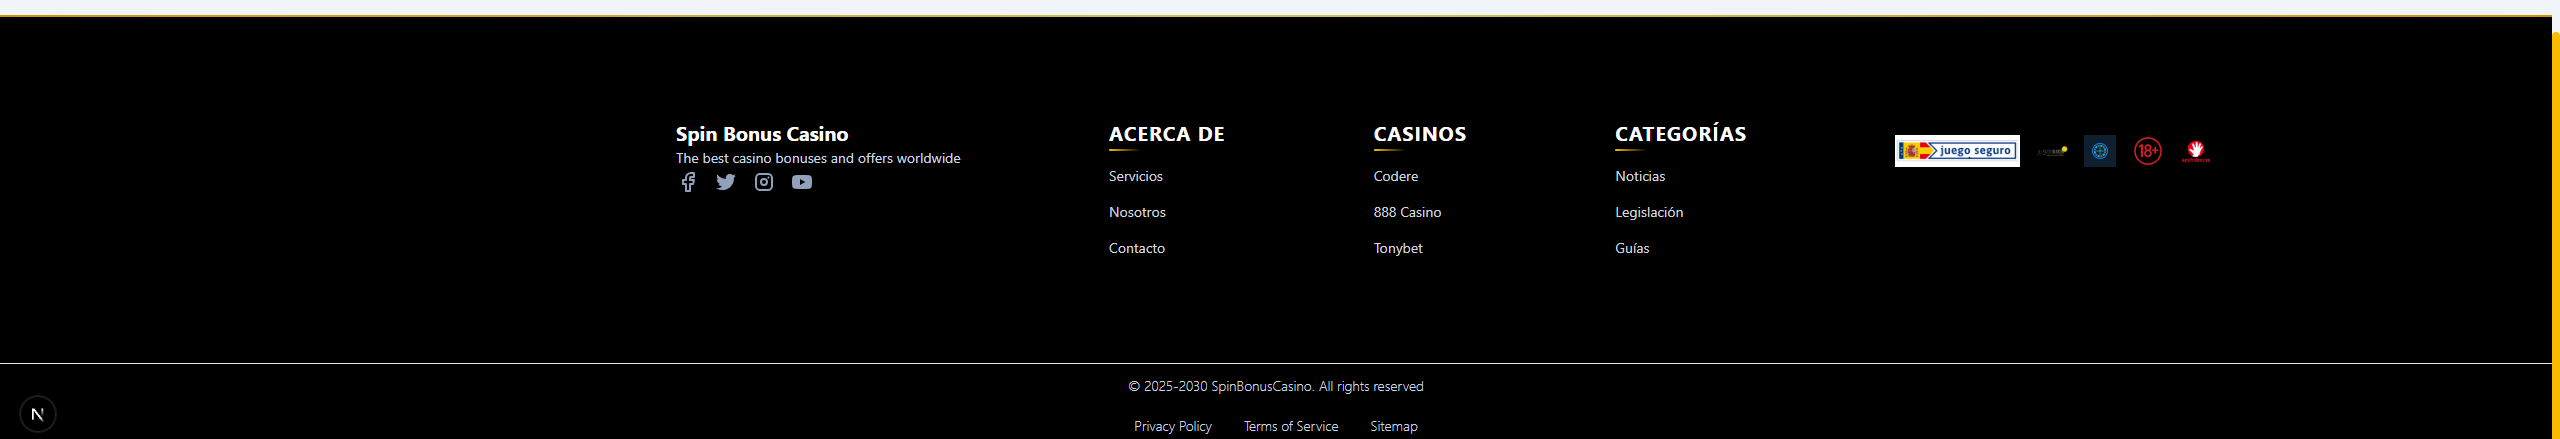 Spin Bonus Casino
The best casino bonuses and offers worldwide
ACERCA DE
Servicios
Nosotros
Contacto
CASINOS
Codere
888 Casino
Tonybet
CATEGORÍAS
Noticias
Legislación
Guías
juego seguro
18+
© 2025-2030 SpinBonusCasino. All rights reserved
Privacy Policy Terms of Service Sitemap
N